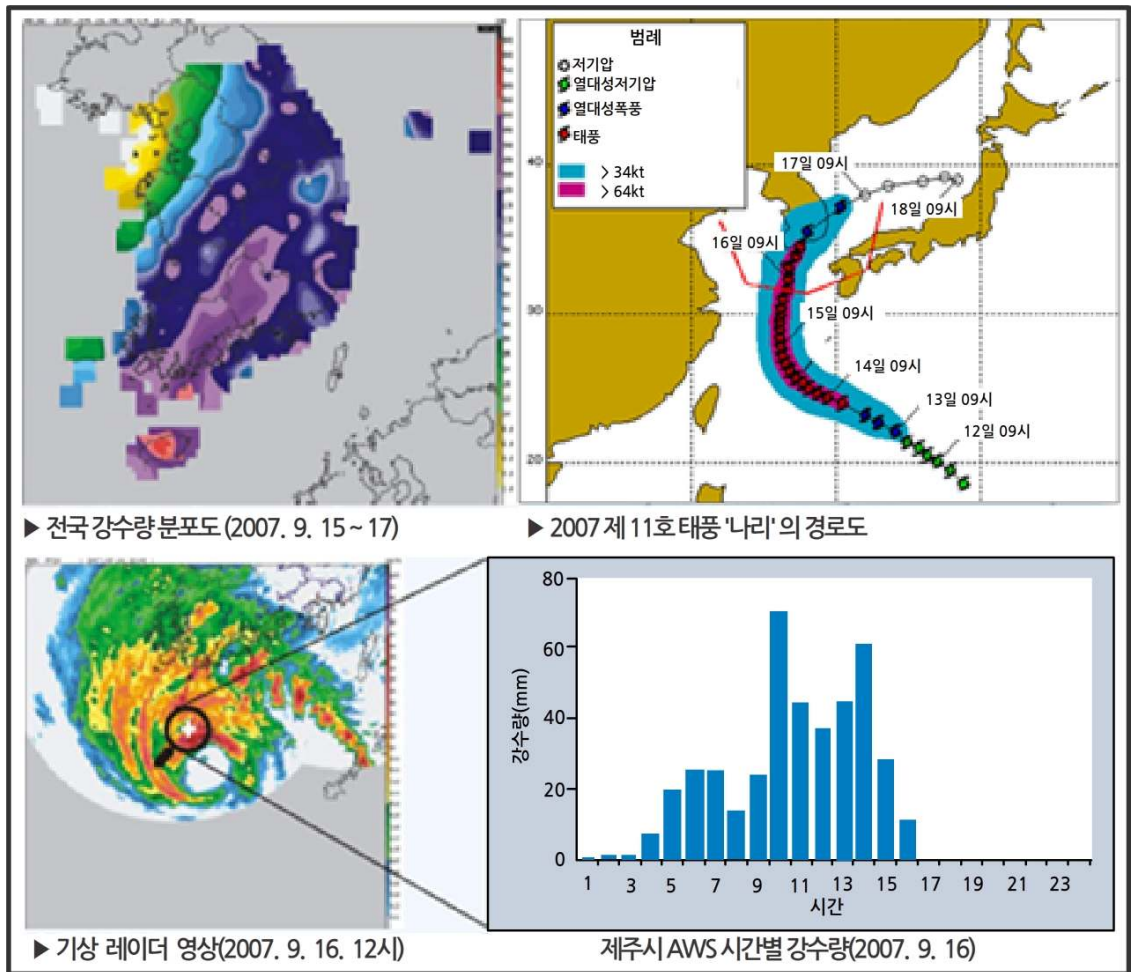 범례
저기압
열대성저기압
열대성폭풍
태풍
> 34kt
> 64kt
40
30
20
17일 09시
18일 09시
16일 09시
15일 09시
14일 09시
13일 09시
12일 09시
▶ 전국 강수량 분포도 (2007. 9. 15 ~ 17)
▶ 2007 제 11호 태풍 '나리' 의 경로도
강수량(mm)
80
60
40
20
0
1 3 5 7 9 11 13 15 17 19 21 23
시간
▶ 기상 레이더 영상(2007. 9. 16. 12시)
제주시 AWS 시간별 강수량(2007. 9. 16)